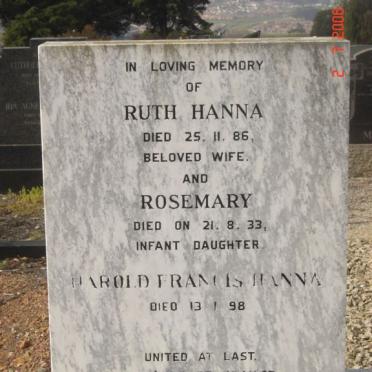 IN LOVING MEMORY
OF
RUTH HANNA
DIED 25. 11. 86.
BELOVED WIFE.
AND
ROSEMARY
DIED ON 21. 8. 33,
INFANT DAUGHTER.
HAROLD FRANCIS HANNA
DIED 13 1 98
UNITED AT LAST.